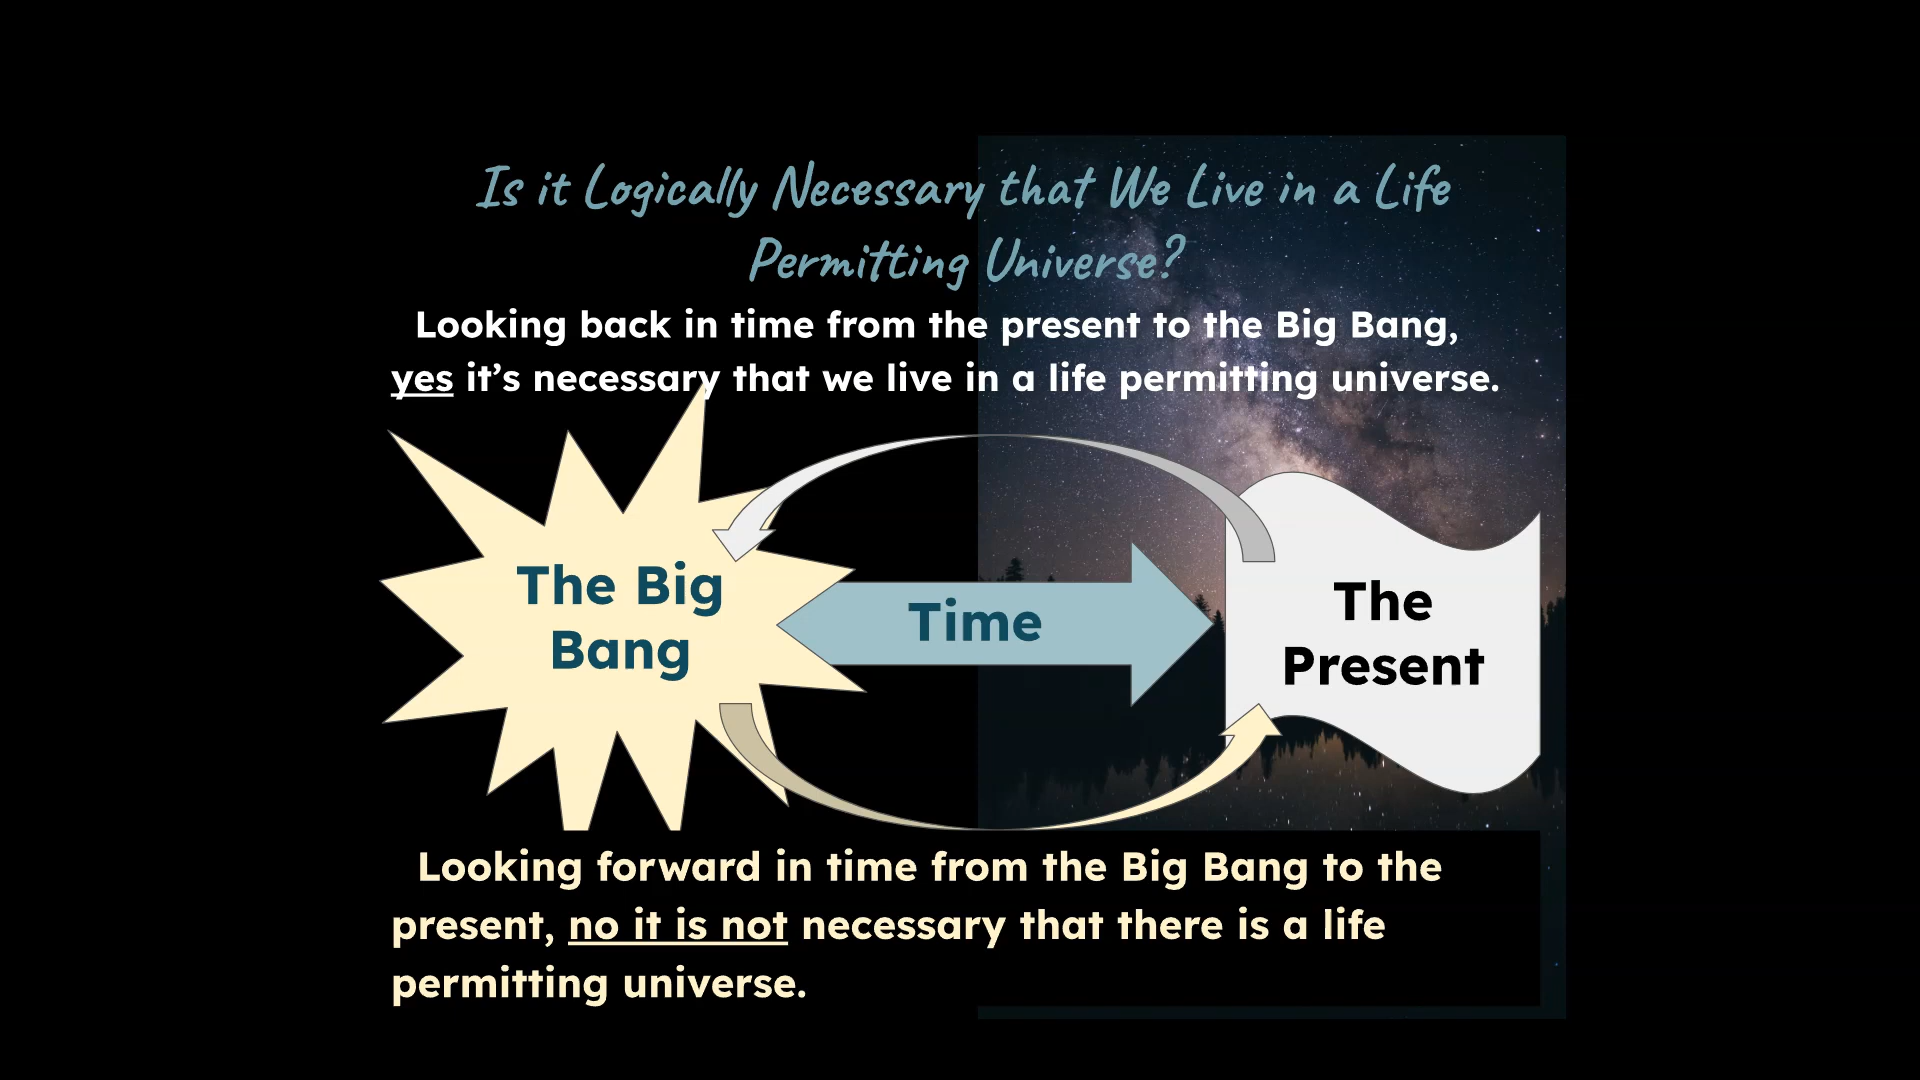 Is it Logically Necessary that We Live in a Life
Permitting Universe?
Looking back in time from the present to the Big Bang,
yes it’s necessary that we live in a life permitting universe.
The Big
Bang
Time
The
Present
Looking forward in time from the Big Bang to the
present, no it is not necessary that there is a life
permitting universe.